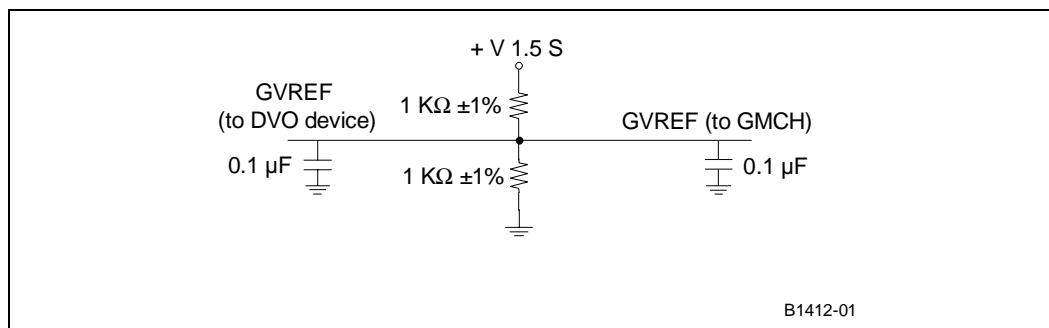 + V 1.5 S
GVREF
(to DVO device)
1 KΩ ±1%
GVREF (to GMCH)
0.1 µF
1 KΩ ±1%
0.1 µF
B1412-01